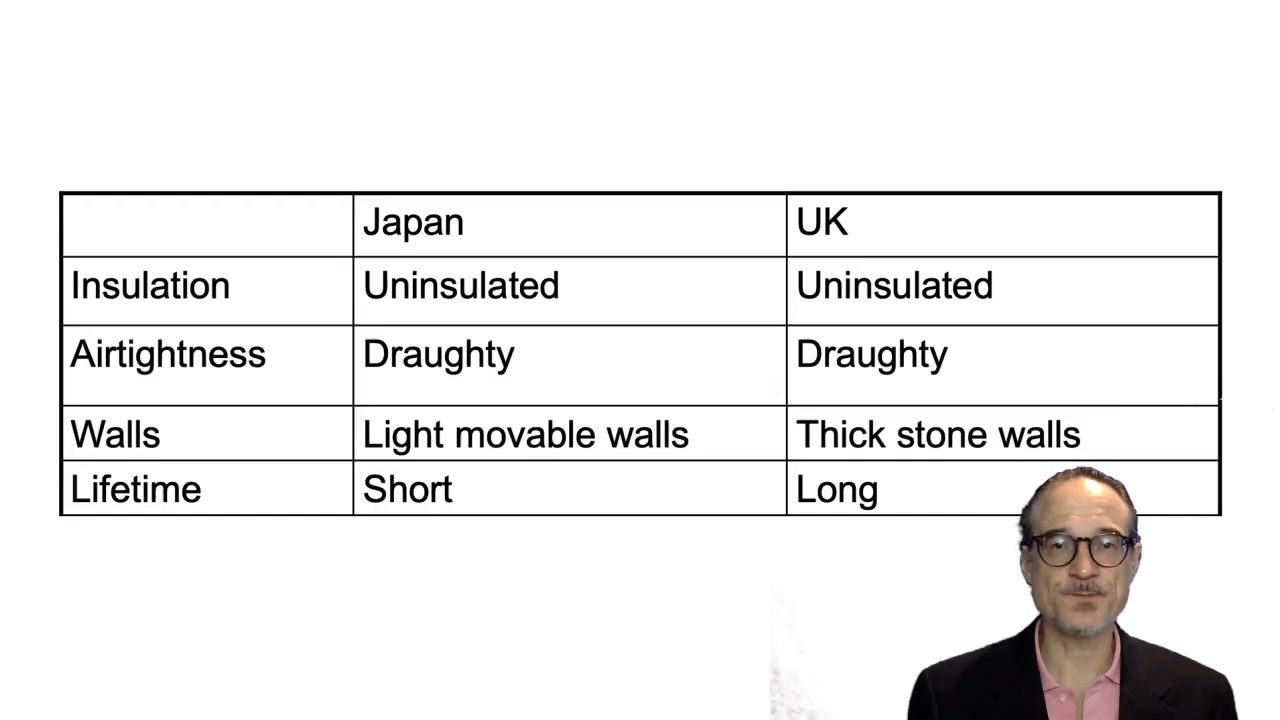 Japan UK
Insulation Uninsulated Uninsulated
Airtightness Draughty Draughty
Walls Light movable walls Thick stone walls
Lifetime Short Long